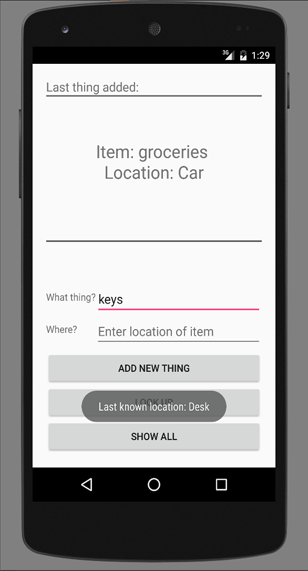 3G 1:29
Last thing added:
Item: groceries
Location: Car
What thing? keys
Where? Enter location of item
ADD NEW THING
LOOK UP
Last known location: Desk
SHOW ALL